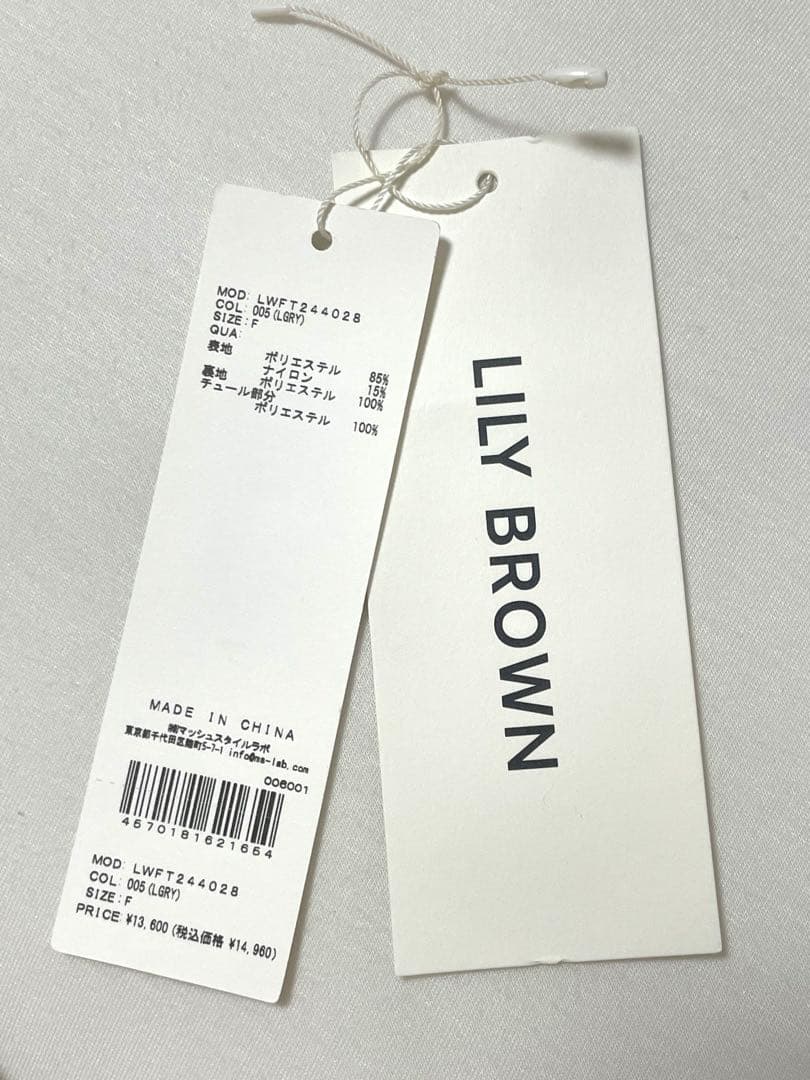 MOD: LWFT244028
COL: 005(LGRY)
SIZE:F
QUA:
表地 ポリエステル 85%
ナイロン 15%
裏地 ポリエステル 100%
チュール部分
ポリエステル 100%
MADE IN CHINA
㈱マッシュスタイルラボ
東京都千代田区麹町5-7-1 info@ma-lab.com
006001
4570181621654
MOD: LWFT244028
COL: 005(LGRY)
SIZE:F
PRICE:¥13,600(税込価格 ¥14,960)
LILY BROWN